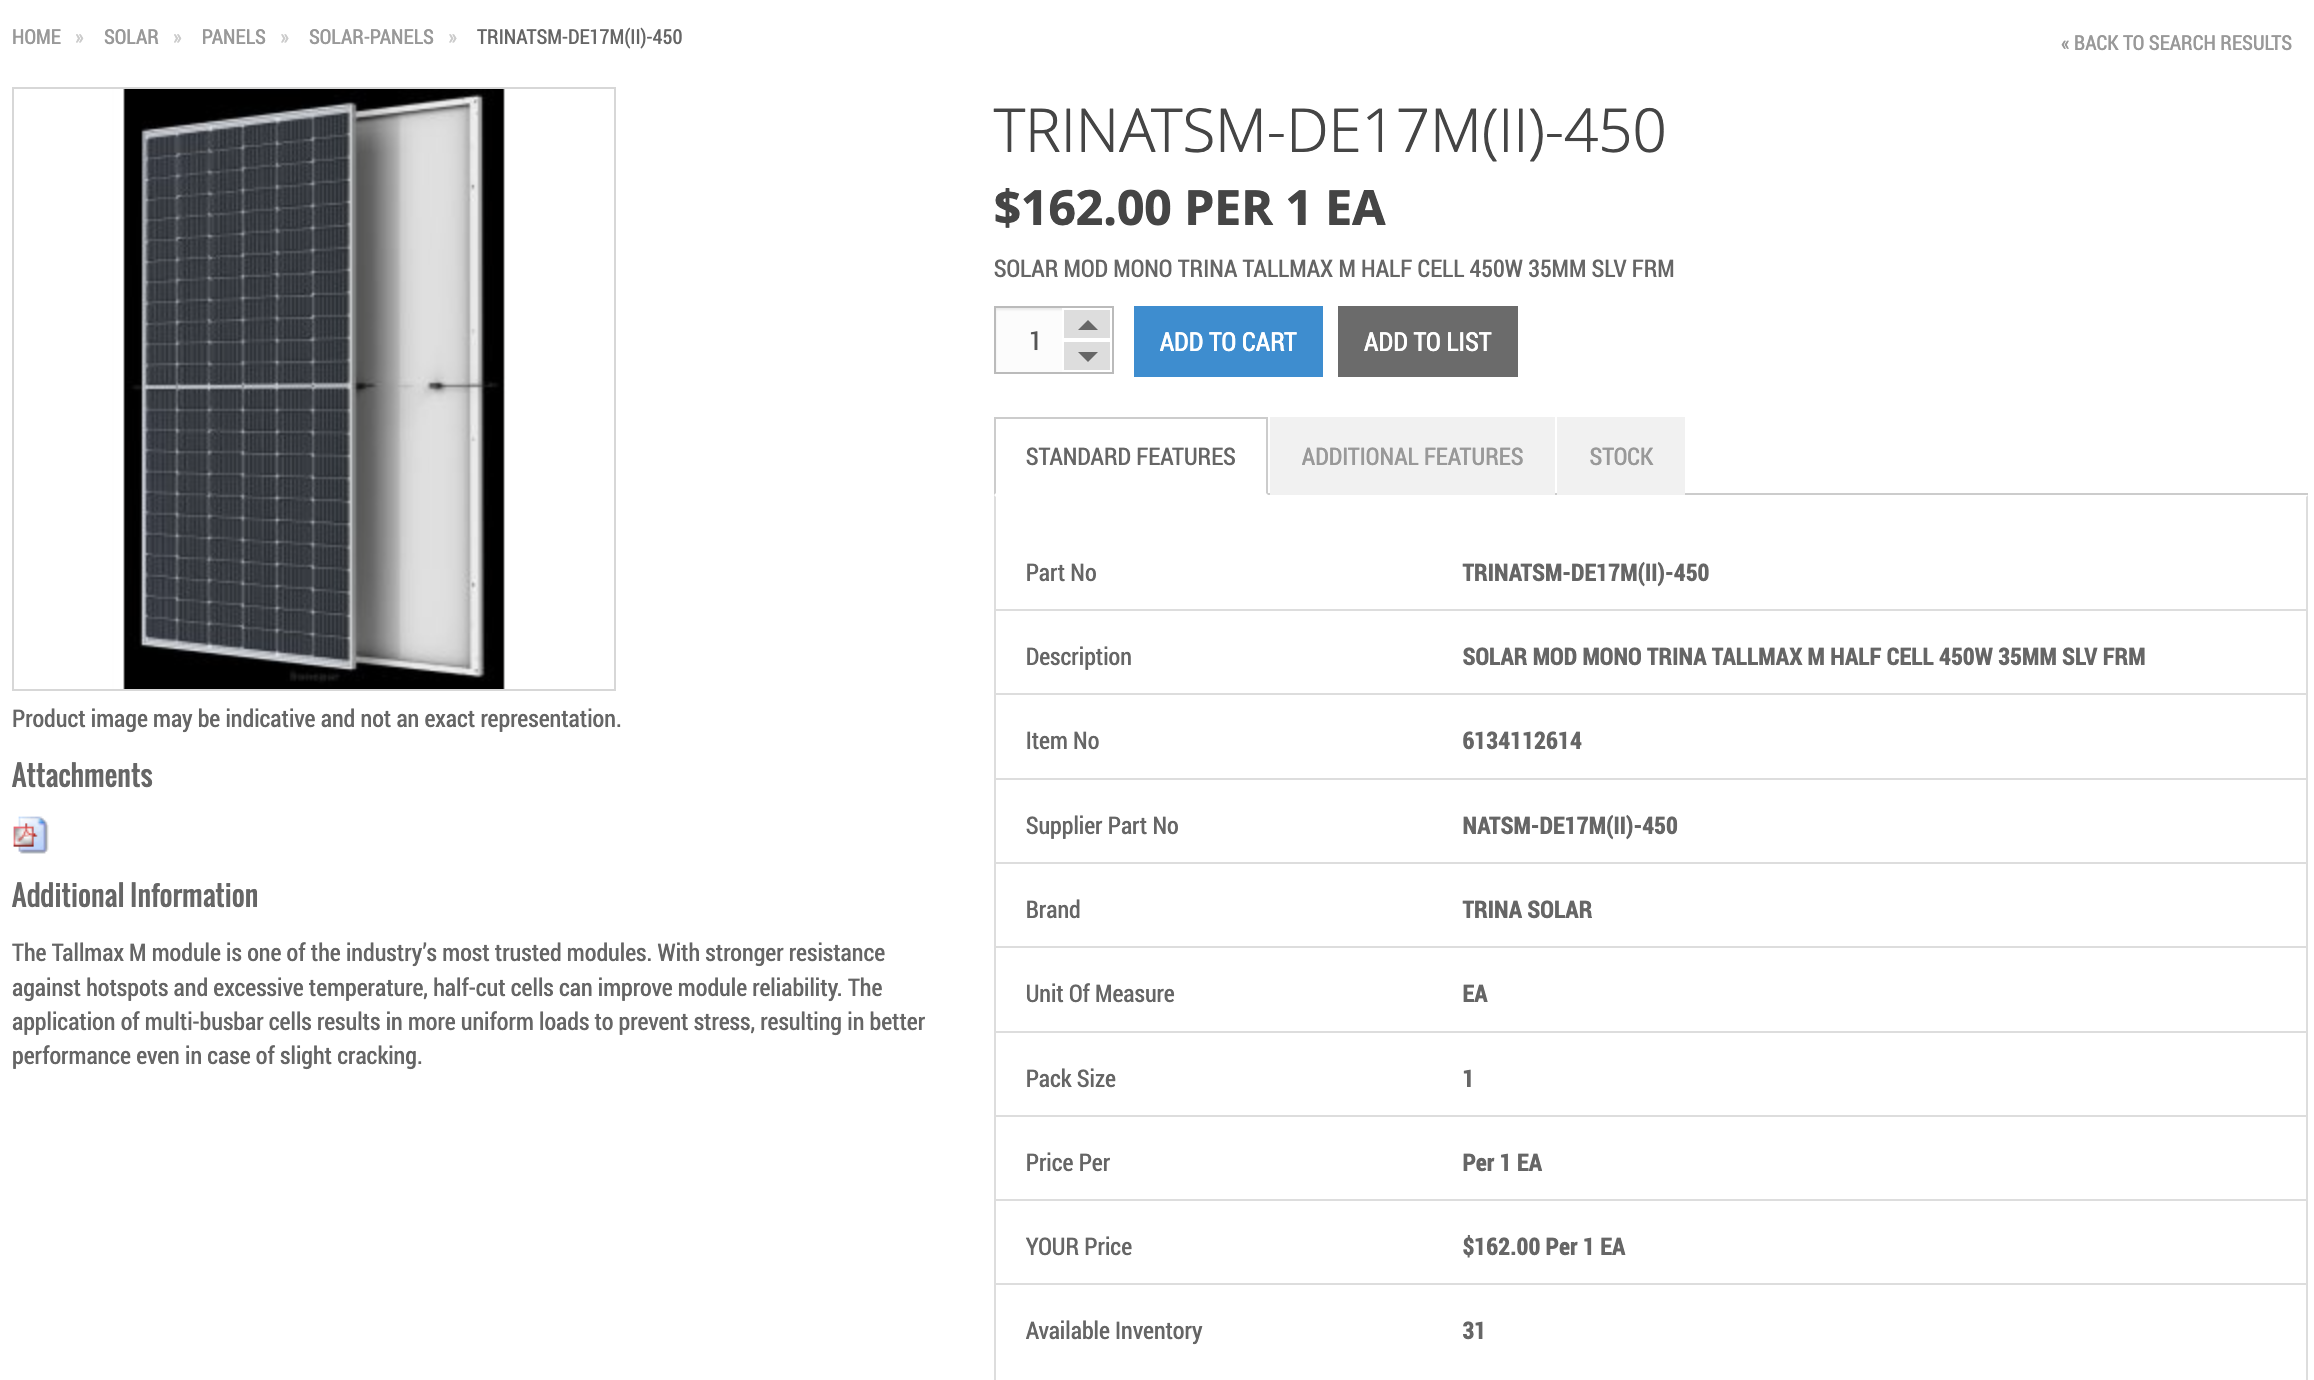 HOME » SOLAR » PANELS » SOLAR-PANELS » TRINATSM-DE17M(II)-450
« BACK TO SEARCH RESULTS
Product image may be indicative and not an exact representation.
Attachments
Additional Information
The Tallmax M module is one of the industry’s most trusted modules. With stronger resistance
against hotspots and excessive temperature, half-cut cells can improve module reliability. The
application of multi-busbar cells results in more uniform loads to prevent stress, resulting in better
performance even in case of slight cracking.
TRINATSM-DE17M(II)-450
$162.00 PER 1 EA
SOLAR MOD MONO TRINA TALLMAX M HALF CELL 450W 35MM SLV FRM
1 ADD TO CART ADD TO LIST
STANDARD FEATURES ADDITIONAL FEATURES STOCK
Part No TRINATSM-DE17M(II)-450
Description SOLAR MOD MONO TRINA TALLMAX M HALF CELL 450W 35MM SLV FRM
Item No 6134112614
Supplier Part No NATSM-DE17M(II)-450
Brand TRINA SOLAR
Unit Of Measure EA
Pack Size 1
Price Per Per 1 EA
YOUR Price $162.00 Per 1 EA
Available Inventory 31